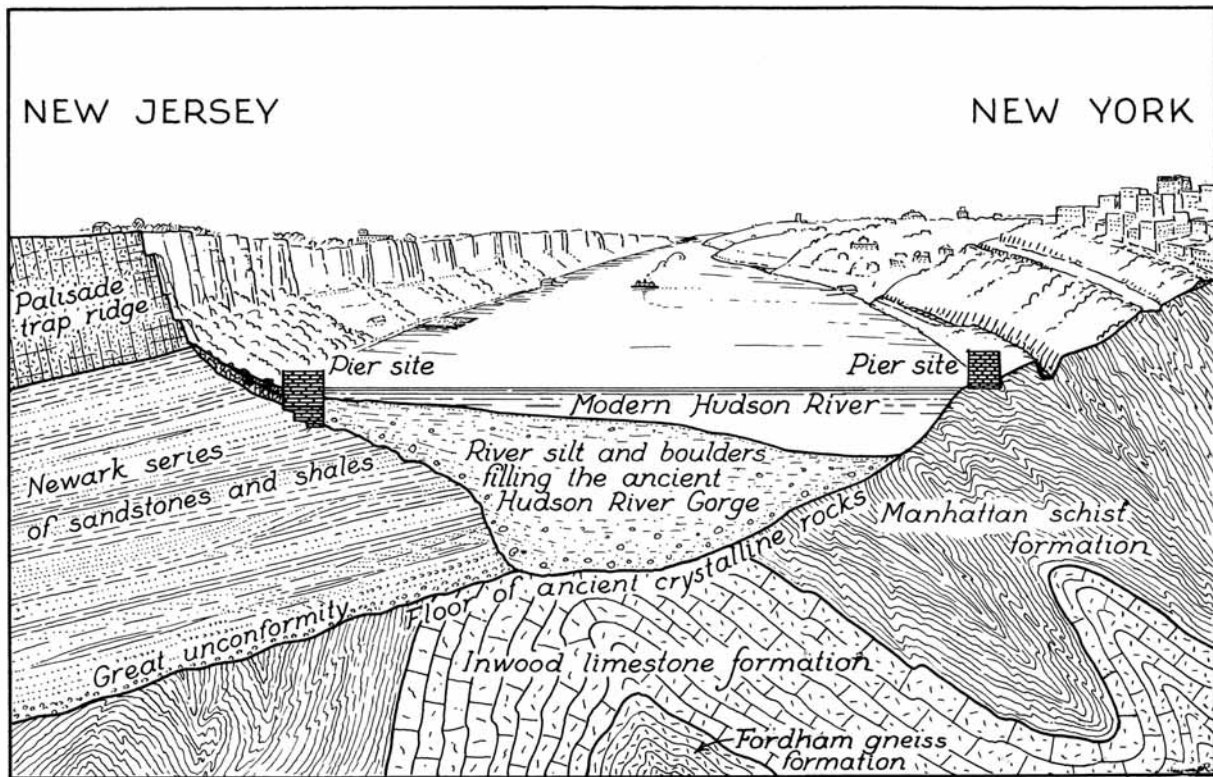 NEW JERSEY
NEW YORK
Palisade
trap ridge
Pier site
Pier site
Modern Hudson River
Newark series
of sandstones and shales
River silt and boulders
filling the ancient
Hudson River Gorge
Manhattan schist
formation
Great unconformity
Floor of ancient crystalline rocks
Inwood limestone formation
Fordham gneiss
formation